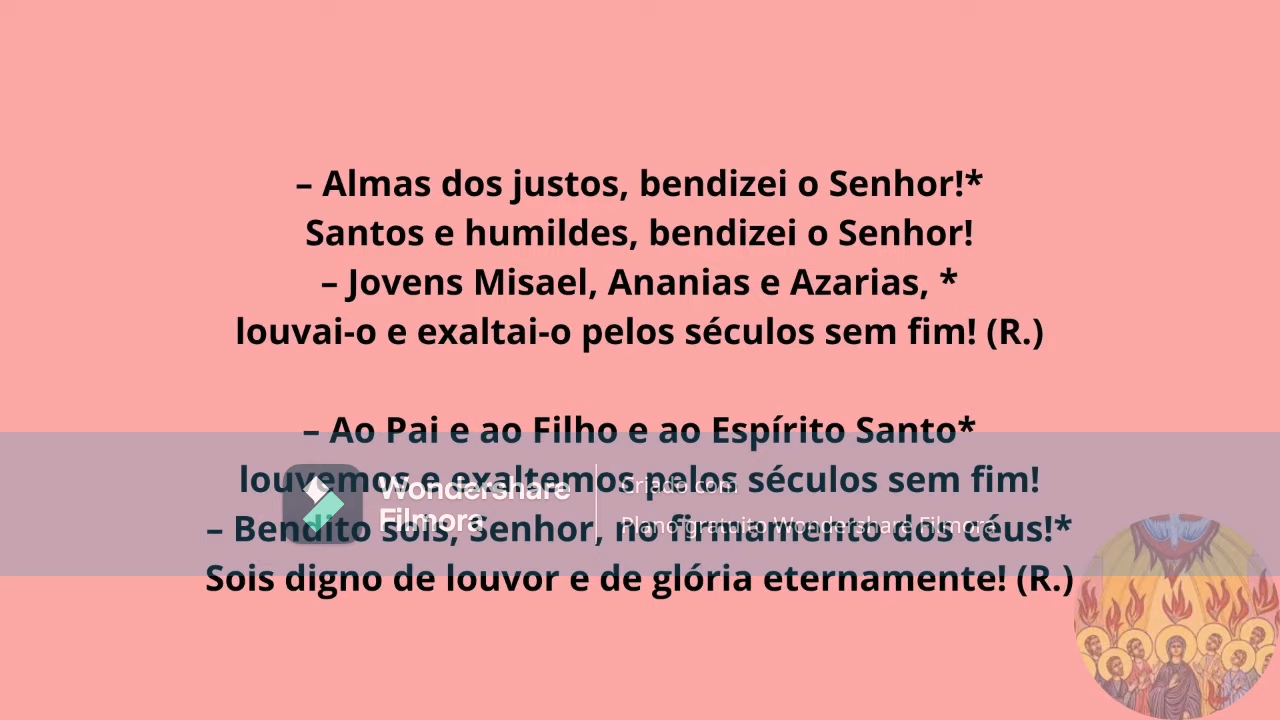 – Almas dos justos, bendizei o Senhor!*
Santos e humildes, bendizei o Senhor!
– Jovens Misael, Ananias e Azarias, *
louvai-o e exaltai-o pelos séculos sem fim! (R.)
– Ao Pai e ao Filho e ao Espírito Santo*
louvemos e exaltemos pelos séculos sem fim!
– Bendito sois, Senhor, no firmamento dos céus!*
Sois digno de louvor e de glória eternamente! (R.)
Wondershare
Filmora
Criado com
Plano gratuito Wondershare Filmora